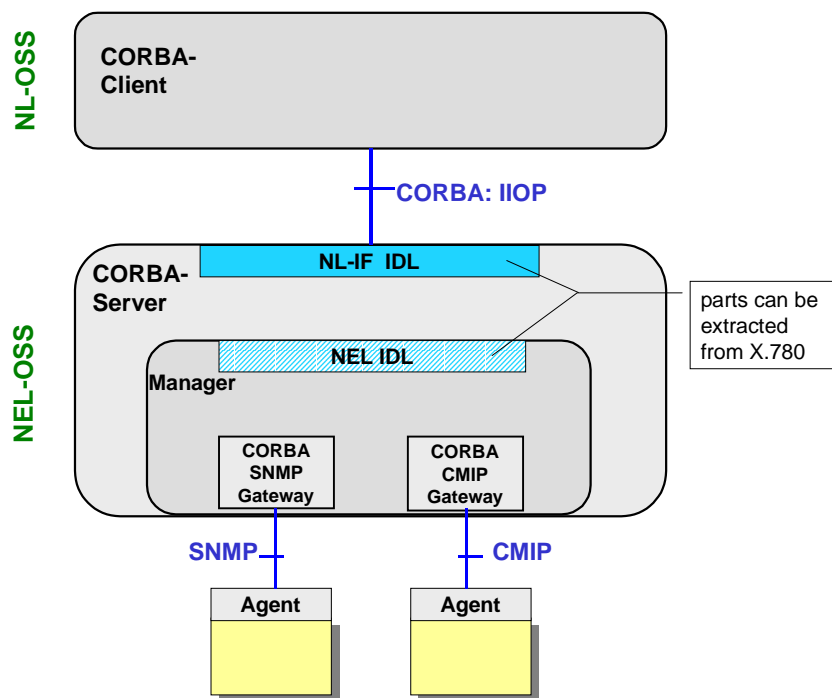 NL-OSS
CORBA-
Client
CORBA: IIOP
NEL-OSS
NL-IF IDL
CORBA-
Server
parts can be
extracted
from X.780
NEL IDL
Manager
CORBA
SNMP
Gateway
CORBA
CMIP
Gateway
SNMP
CMIP
Agent
Agent